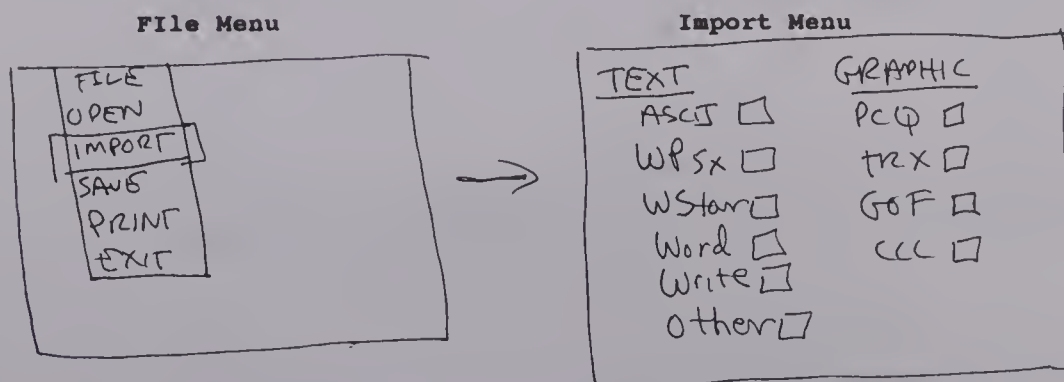 FIle Menu
FILE
OPEN
IMPORT
SAVE
PRINT
EXIT
Import Menu
TEXT GRAPHIC
ASCII PCQ
WP5x tRX
WStar GOF
Word CCC
Write
Other